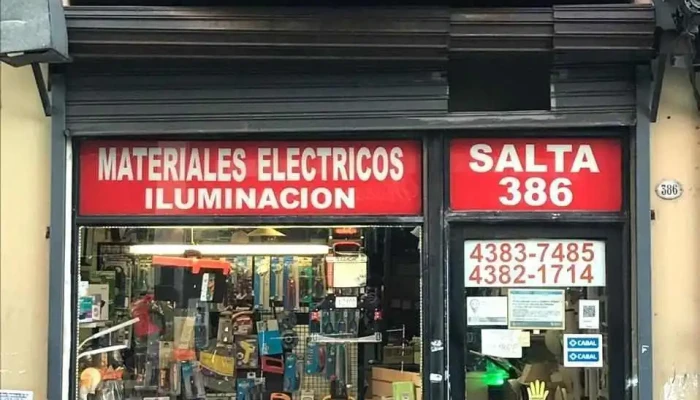 MATERIALES ELECTRICOS
ILUMINACION
SALTA
386
386
4383-7485
4382-1714
CABAL
CABAL